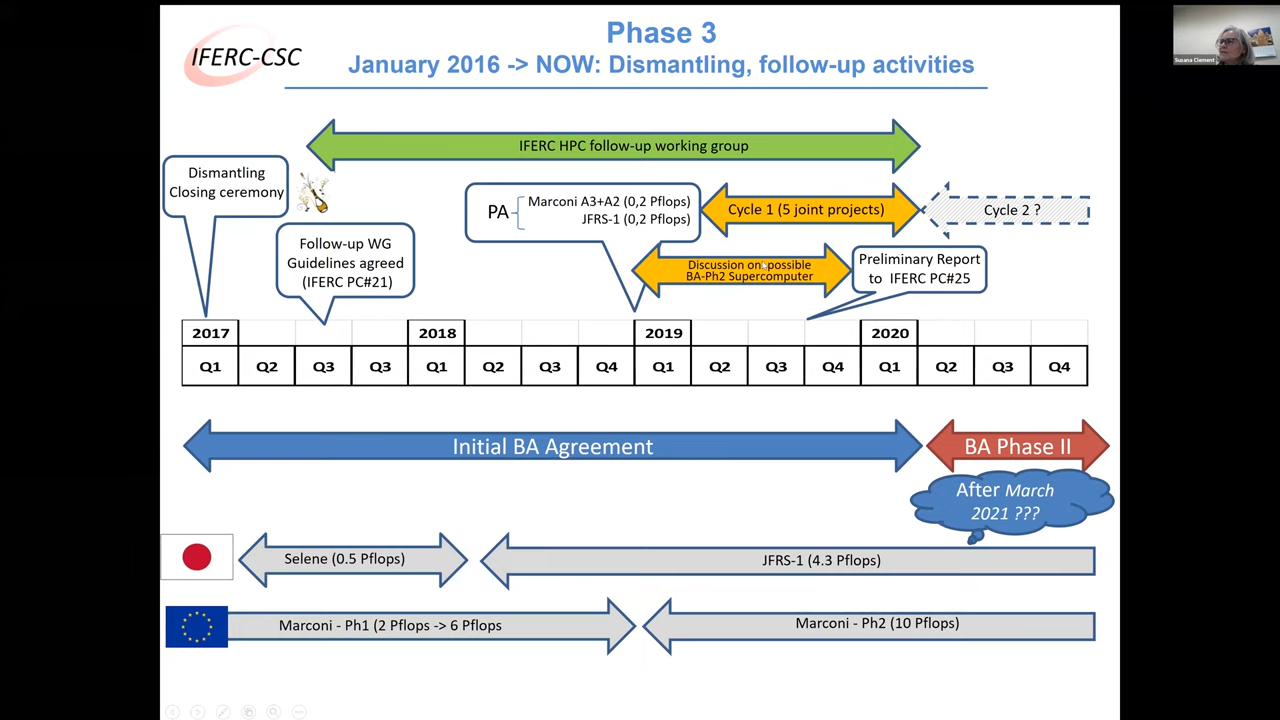 Phase 3
January 2016 -> NOW: Dismantling, follow-up activities
IFERC-CSC
Susana Clement
IFERC HPC follow-up working group
Dismantling
Closing ceremony
PA
Marconi A3+A2 (0,2 Pflops)
JFRS-1 (0,2 Pflops)
Cycle 1 (5 joint projects)
Cycle 2 ?
Follow-up WG
Guidelines agreed
(IFERC PC#21)
Discussion on possible
BA-Ph2 Supercomputer
Preliminary Report
to IFERC PC#25
2017 2018 2019 2020
Q1 Q2 Q3 Q3 Q1 Q2 Q3 Q4 Q1 Q2 Q3 Q4 Q1 Q2 Q3 Q4
Initial BA Agreement
BA Phase II
After March
2021 ???
Selene (0.5 Pflops)
JFRS-1 (4.3 Pflops)
Marconi - Ph1 (2 Pflops -> 6 Pflops
Marconi - Ph2 (10 Pflops)